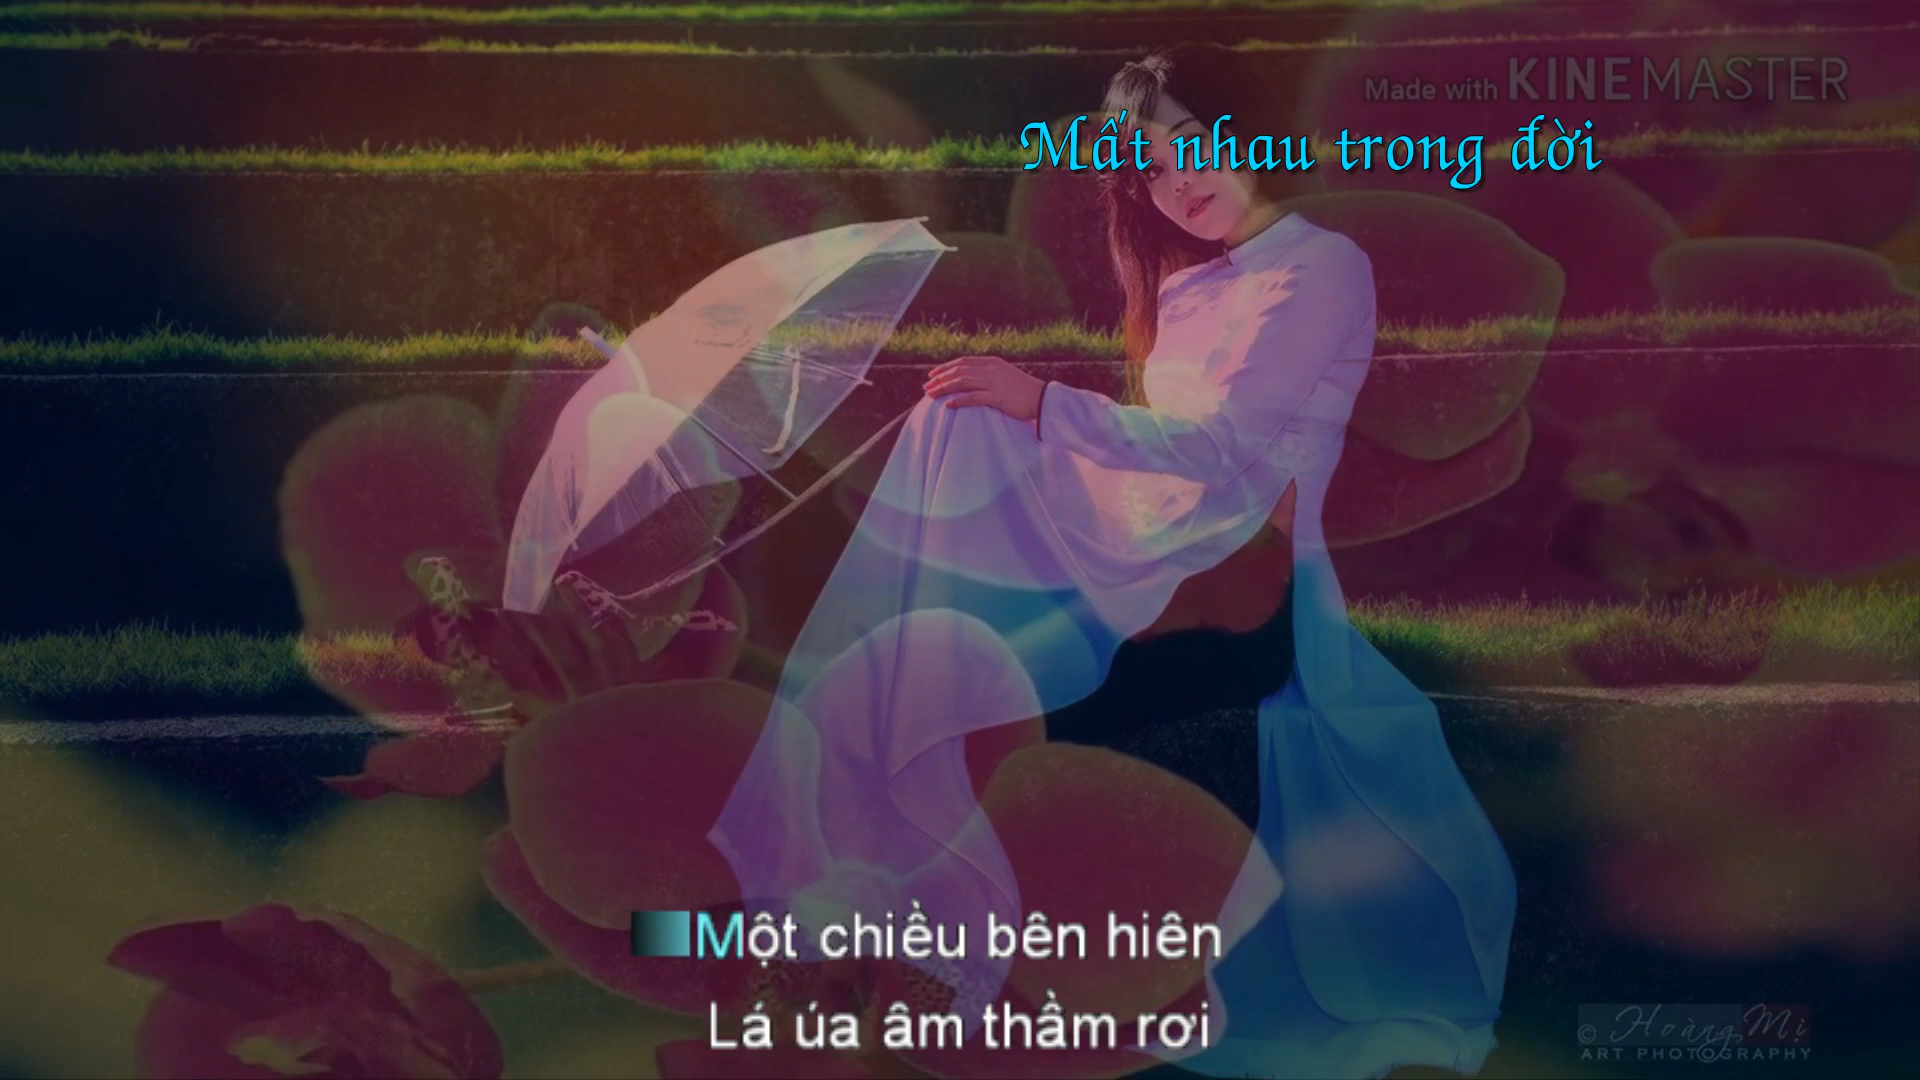 Made with KINEMASTER
Mất nhau trong đời
Một chiều bên hiên
Lá úa âm thầm rơi
© Hoàng Mị
ART PHOTOGRAPHY